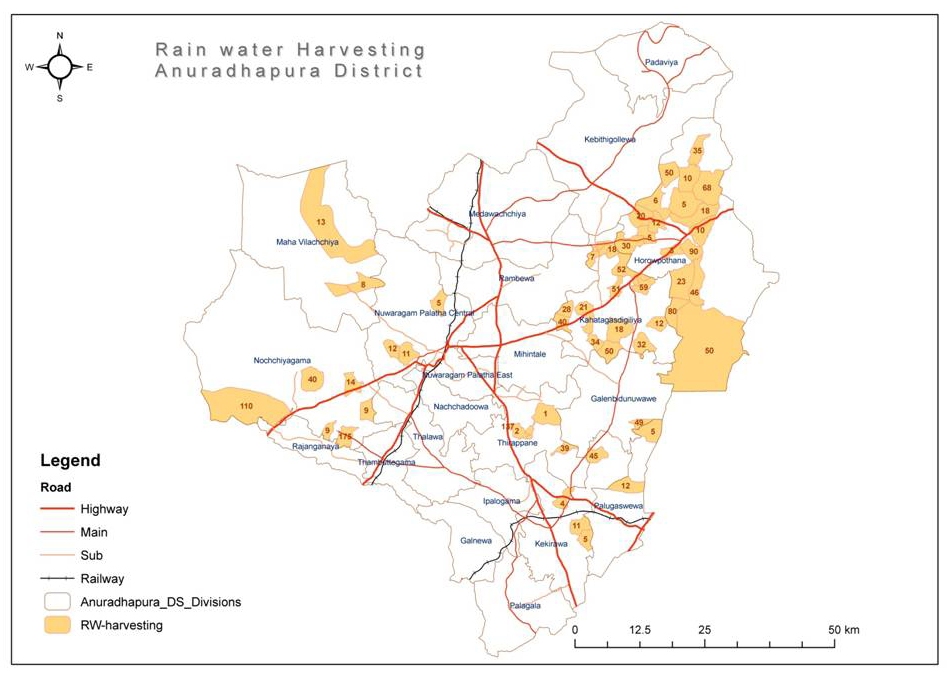 Rain water Harvesting
Anuradhapura District
N
W E
S
Padaviya
Kebithigollewa
35
50
10
68
6
5
18
20
12
10
5
Medawachchiya
13
Maha Vilachchiya
18
30
7
90
Horowpothana
52
8
Rambewa
23
51
59
46
5
28
21
80
Nuwaragam Palatha Central
40
Kahatagasdigiliya
18
12
34
32
50
50
12
11
Mihintale
Nochchiyagama
Nuwaragam Palatha East
40
14
Galenbidunuwawe
110
9
Nachchadoowa
1
49
5
9
175
137
2
Thalawa
Thirappane
Rajanganaya
39
45
Thambuttegama
12
Ipalogama
4
Palugaswewa
11
5
Galnewa
Kekirawa
Palagala
Legend
Road
Highway
Main
Sub
Railway
Anuradhapura_DS_Divisions
RW-harvesting
0 12.5 25 50 km